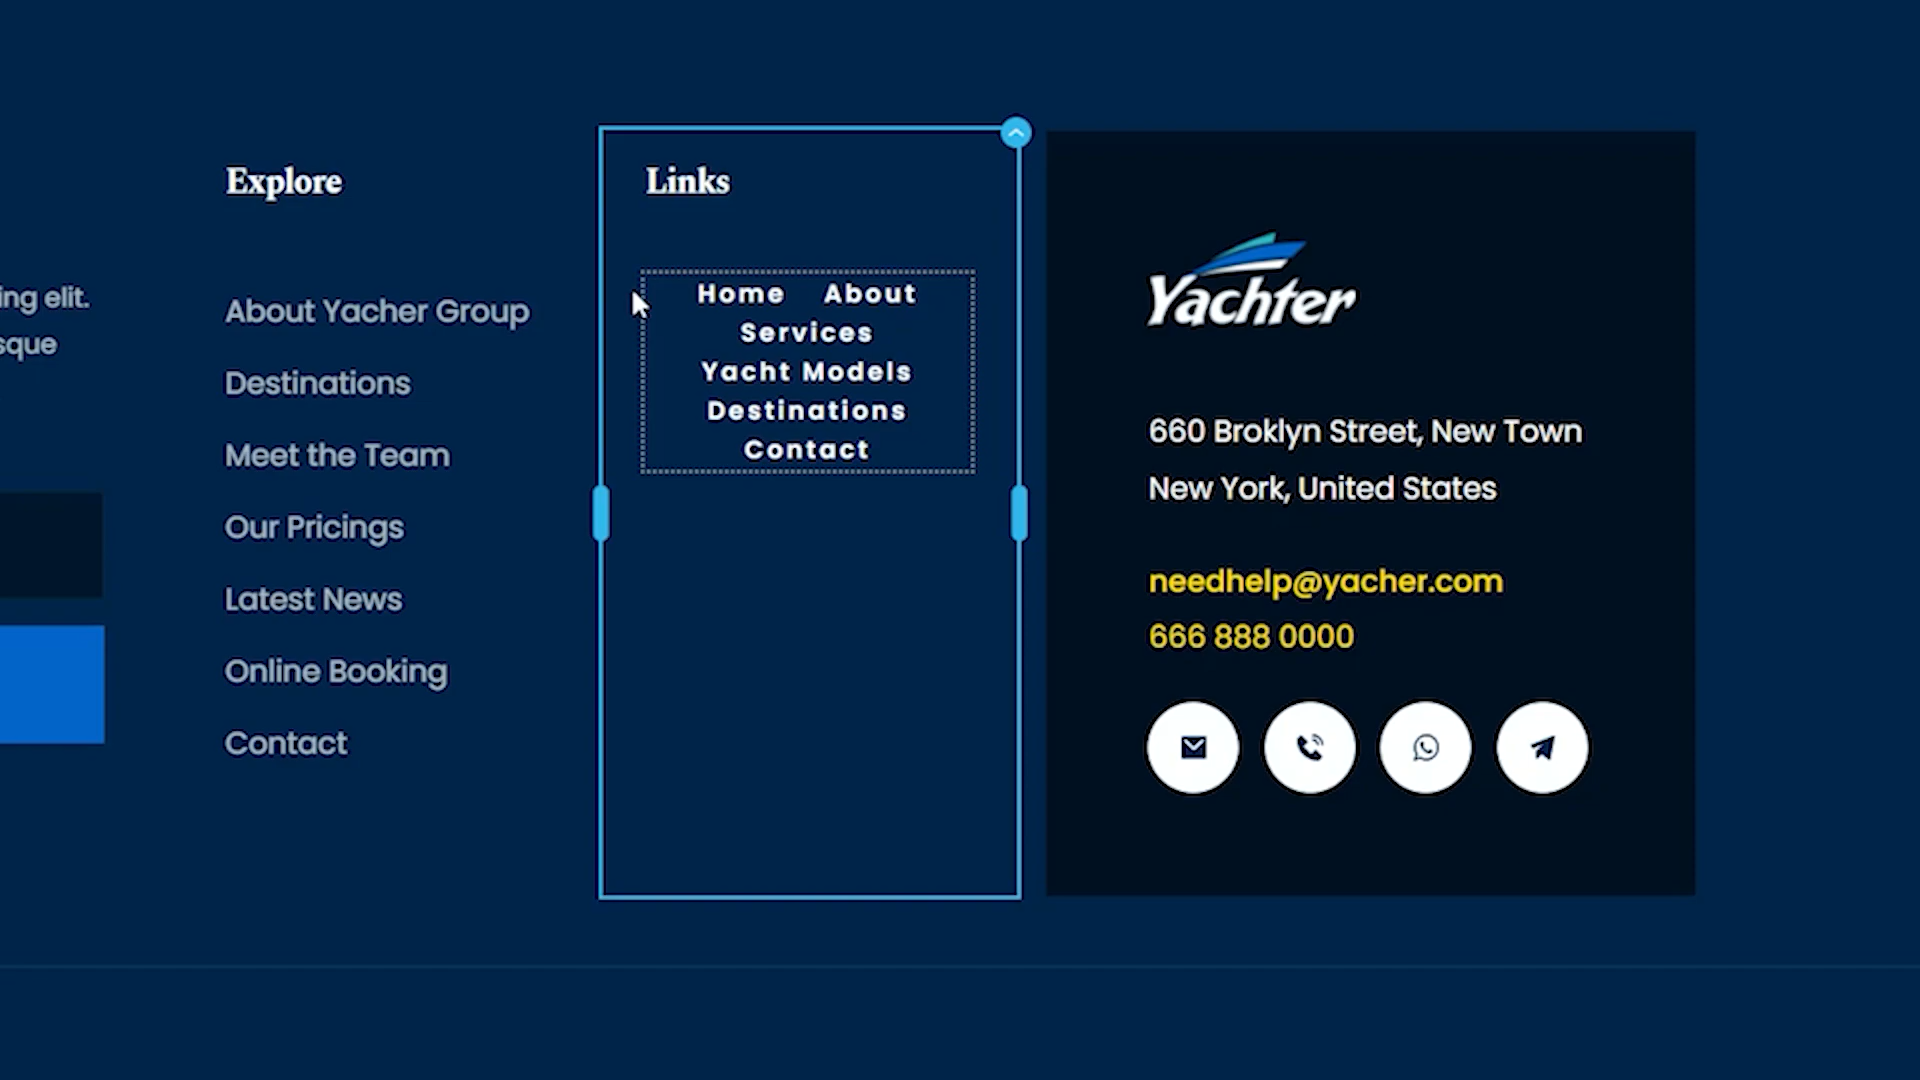 ing elit.
sque
Explore
About Yacher Group
Destinations
Meet the Team
Our Pricings
Latest News
Online Booking
Contact
Links
Home About
Services
Yacht Models
Destinations
Contact
Yachter
660 Broklyn Street, New Town
New York, United States
needhelp@yacher.com
666 888 0000